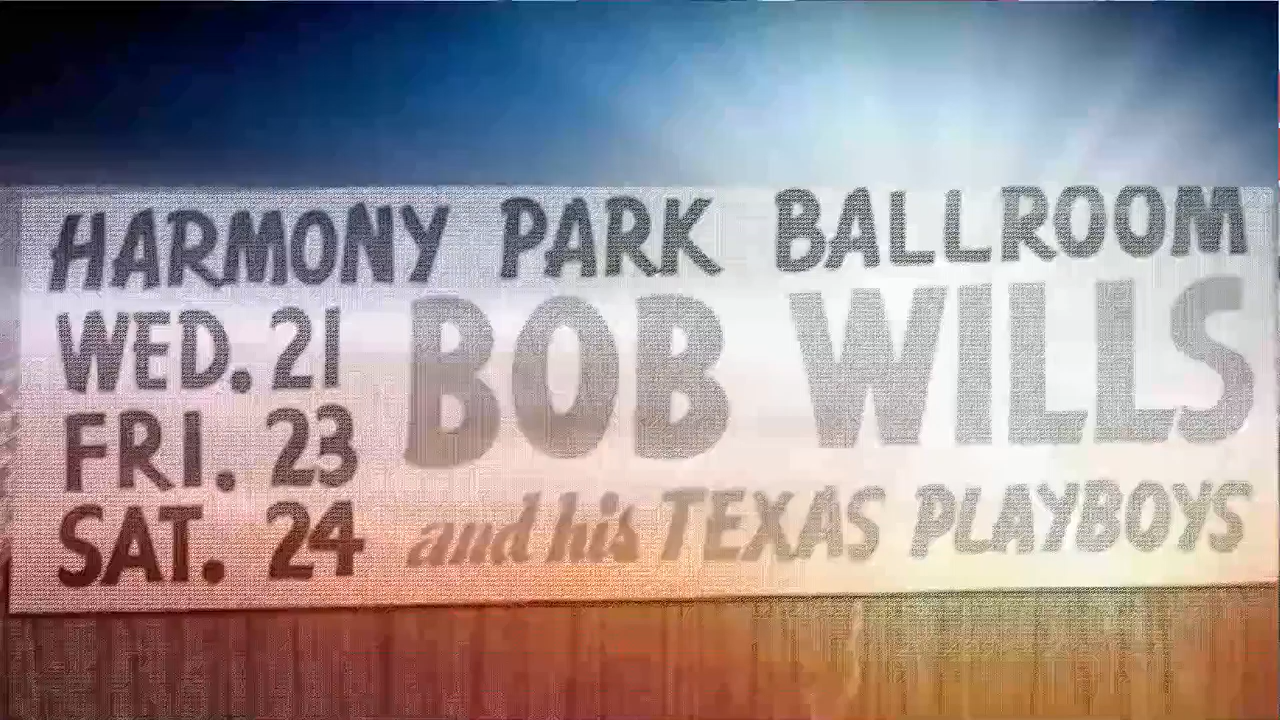 HARMONY PARK BALLROOM
WED. 21
FRI. 23
SAT. 24
BOB WILLS
and his TEXAS PLAYBOYS